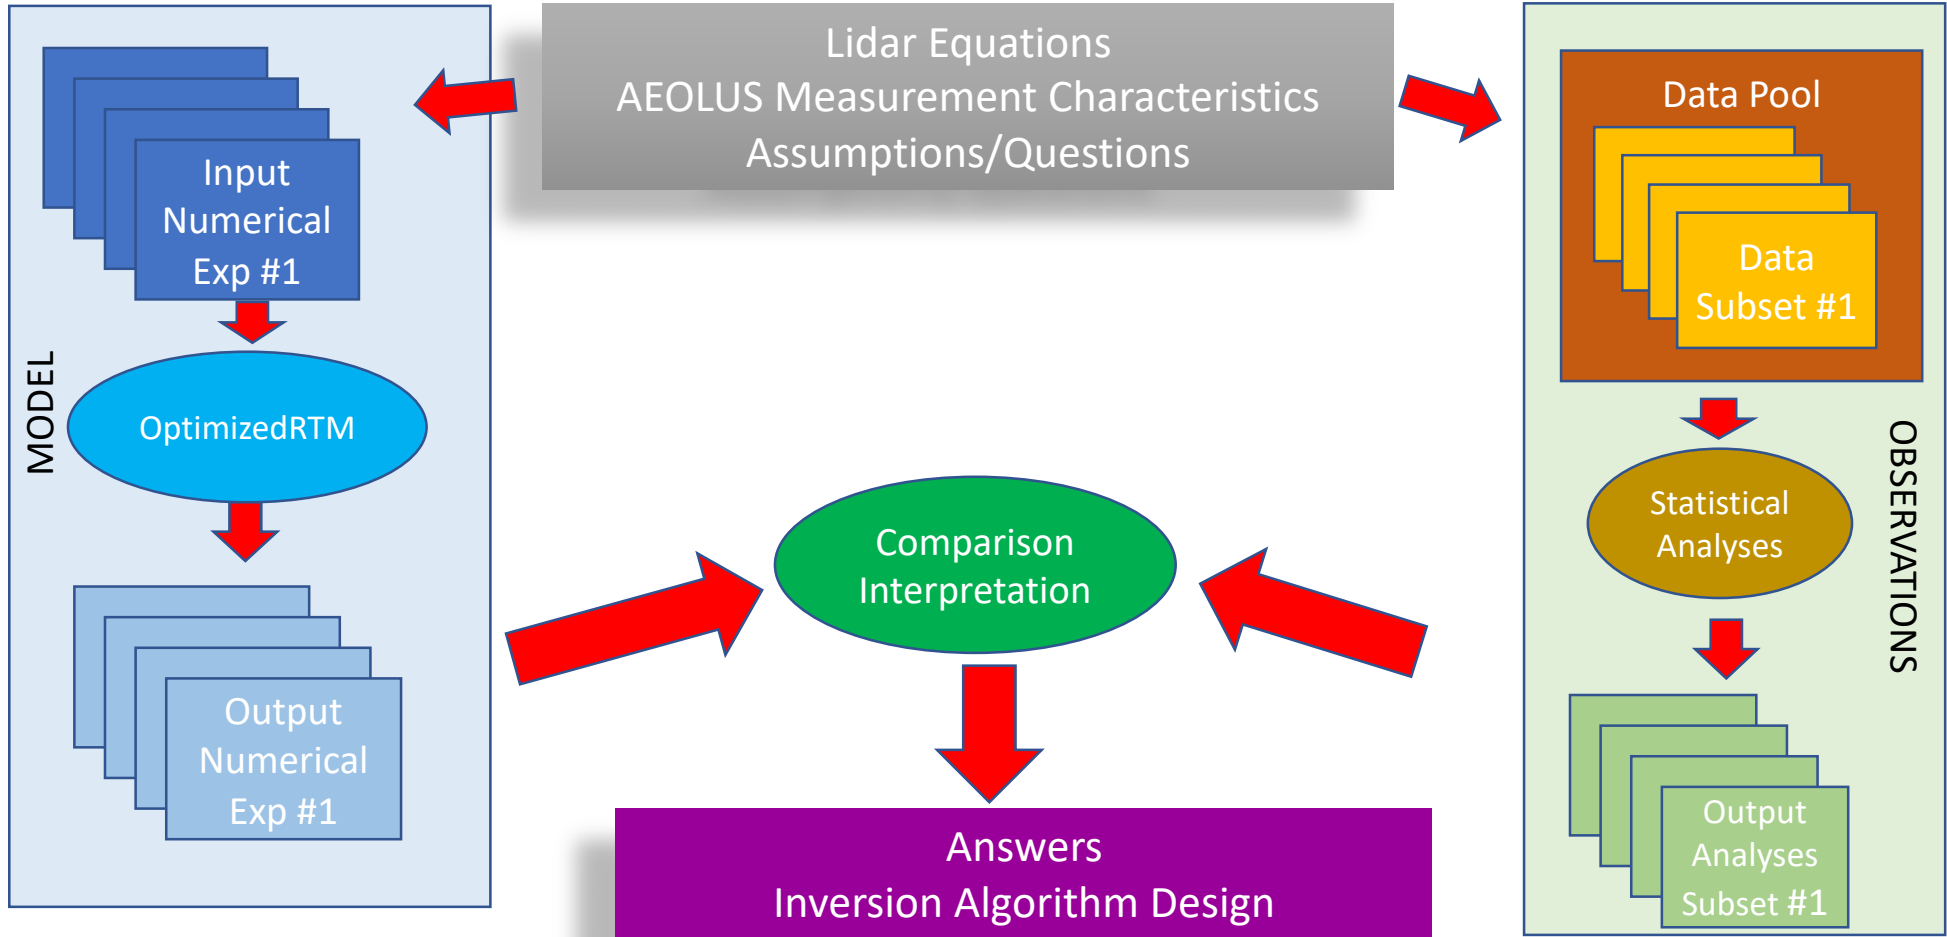 Lidar Equations
AEOLUS Measurement Characteristics
Assumptions/Questions
MODEL
Input
Numerical
Exp #1
OptimizedRTM
Output
Numerical
Exp #1
Comparison
Interpretation
Answers
Inversion Algorithm Design
OBSERVATIONS
Data Pool
Data
Subset #1
Statistical
Analyses
Output
Analyses
Subset #1